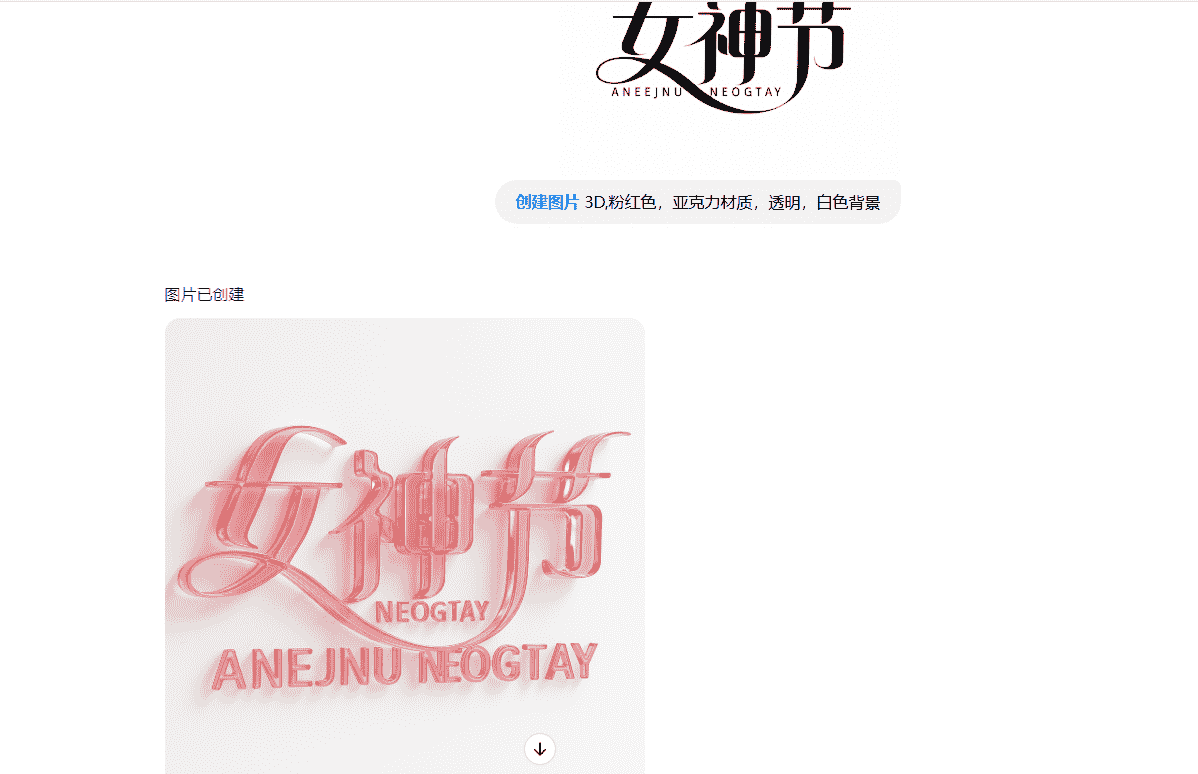 女神节
ANEEJNU NEOGTAY
创建图片 3D,粉红色，亚克力材质，透明，白色背景
图片已创建
女神节
NEOGTAY
ANEJNU NEOGTAY